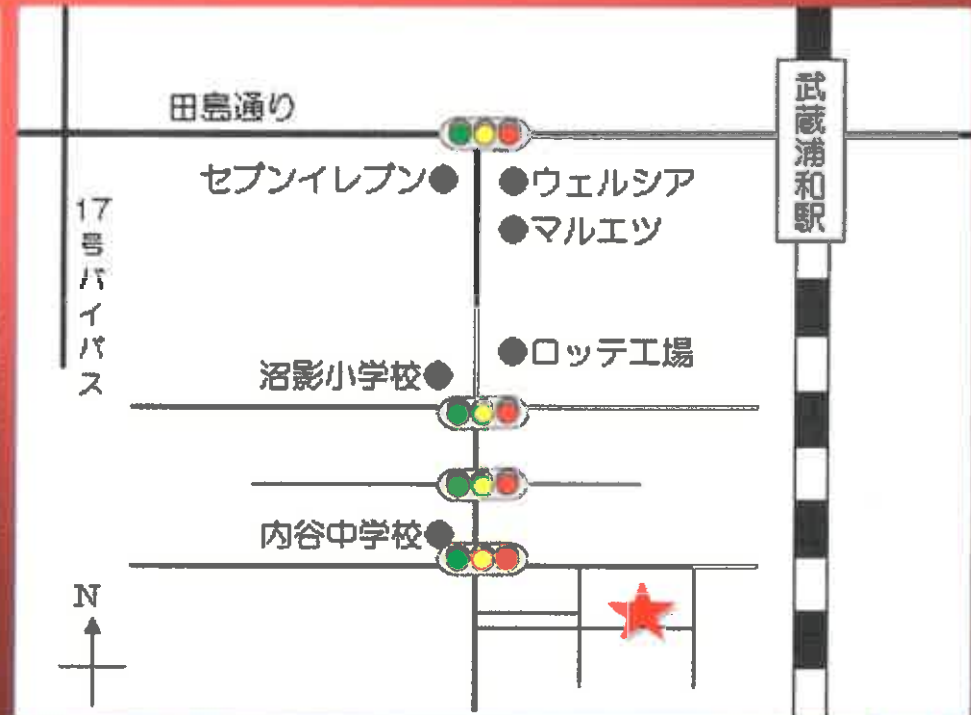 田島通り
武蔵浦和駅
セブンイレブン
ウェルシア
マルエツ
17号バイパス
ロッテ工場
沼影小学校
内谷中学校
N